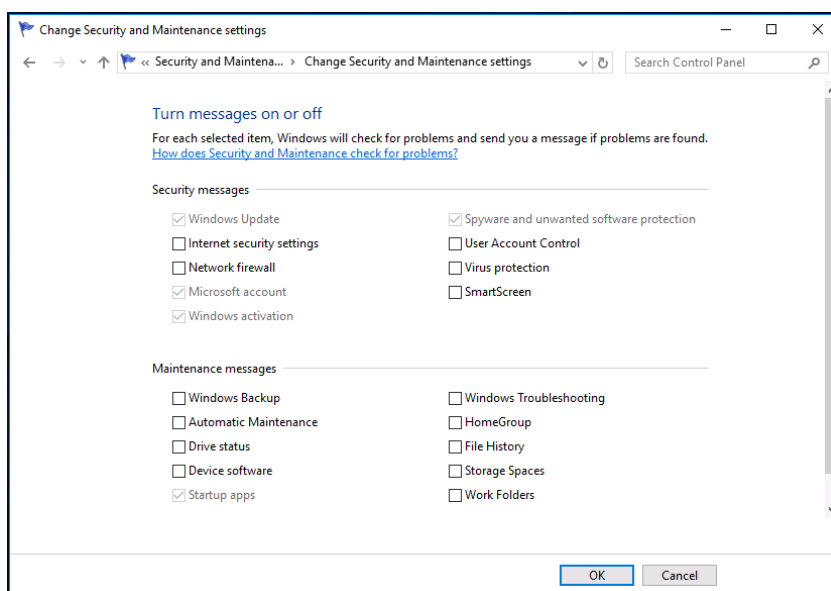 Change Security and Maintenance settings
« Security and Maintena... › Change Security and Maintenance settings
Search Control Panel
Turn messages on or off
For each selected item, Windows will check for problems and send you a message if problems are found.
How does Security and Maintenance check for problems?
Security messages
Windows Update
Spyware and unwanted software protection
Internet security settings
User Account Control
Network firewall
Virus protection
Microsoft account
SmartScreen
Windows activation
Maintenance messages
Windows Backup
Windows Troubleshooting
Automatic Maintenance
HomeGroup
Drive status
File History
Device software
Storage Spaces
Startup apps
Work Folders
OK
Cancel